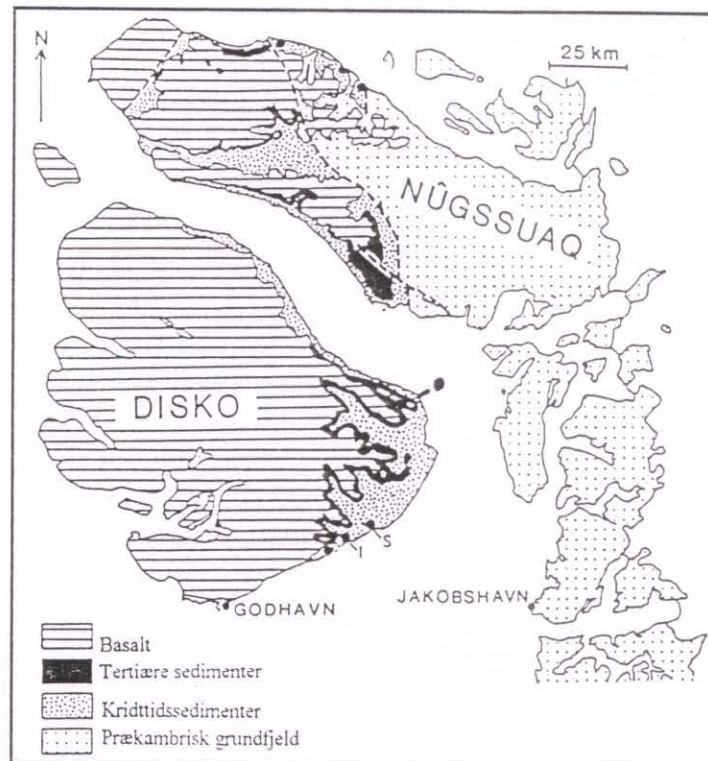 N
25 km
NÛGSSUAQ
DISKO
S
I
GODHAVN
JAKOBSHAVN
Basalt
Tertiære sedimenter
Kridttidssedimenter
Prækambrisk grundfjeld